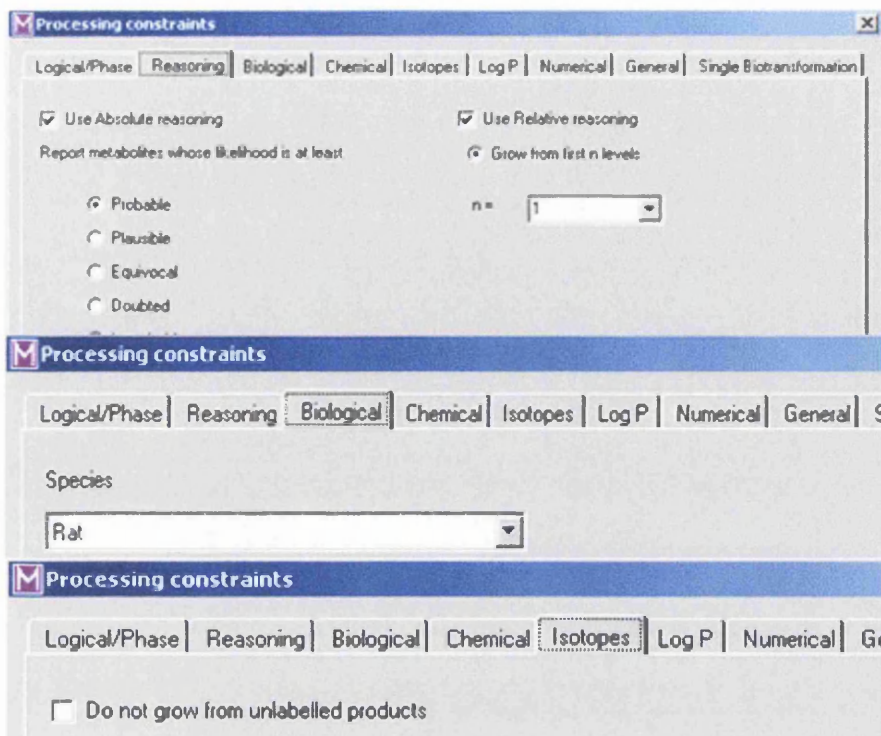 M Processing constraints
Logical/Phase Reasoning Biological Chemical Isotopes Log P Numerical General Single Biotransformation
Use Absolute reasoning Use Relative reasoning
Report metabolites whose likelihood is at least Grow from first n levels
Probable n = 1
Plausible
Equivocal
Doubted
M Processing constraints
Logical/Phase Reasoning Biological Chemical Isotopes Log P Numerical General S
Species
Rat
M Processing constraints
Logical/Phase Reasoning Biological Chemical Isotopes Log P Numerical Ge
Do not grow from unlabelled products